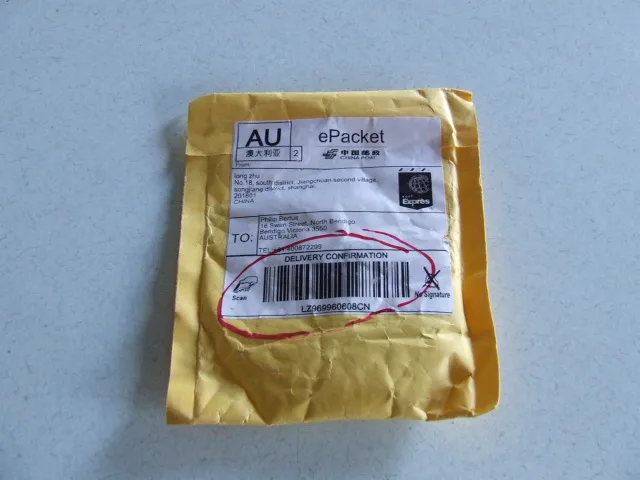 AU
ePacket
澳大利亚
2
中国邮政
CHINA POST
From:
long zhu
No.18, south district, Jiangchuan second village,
songjiang district, shanghai
201601
CHINA
Exprès
Philip Bertus
16 Swan Street, North Bendigo
Bendigo Victoria 3550
TO: AUSTRALIA
TEL:
DELIVERY CONFIRMATION
Scan
No Signature
LZ969960608CN